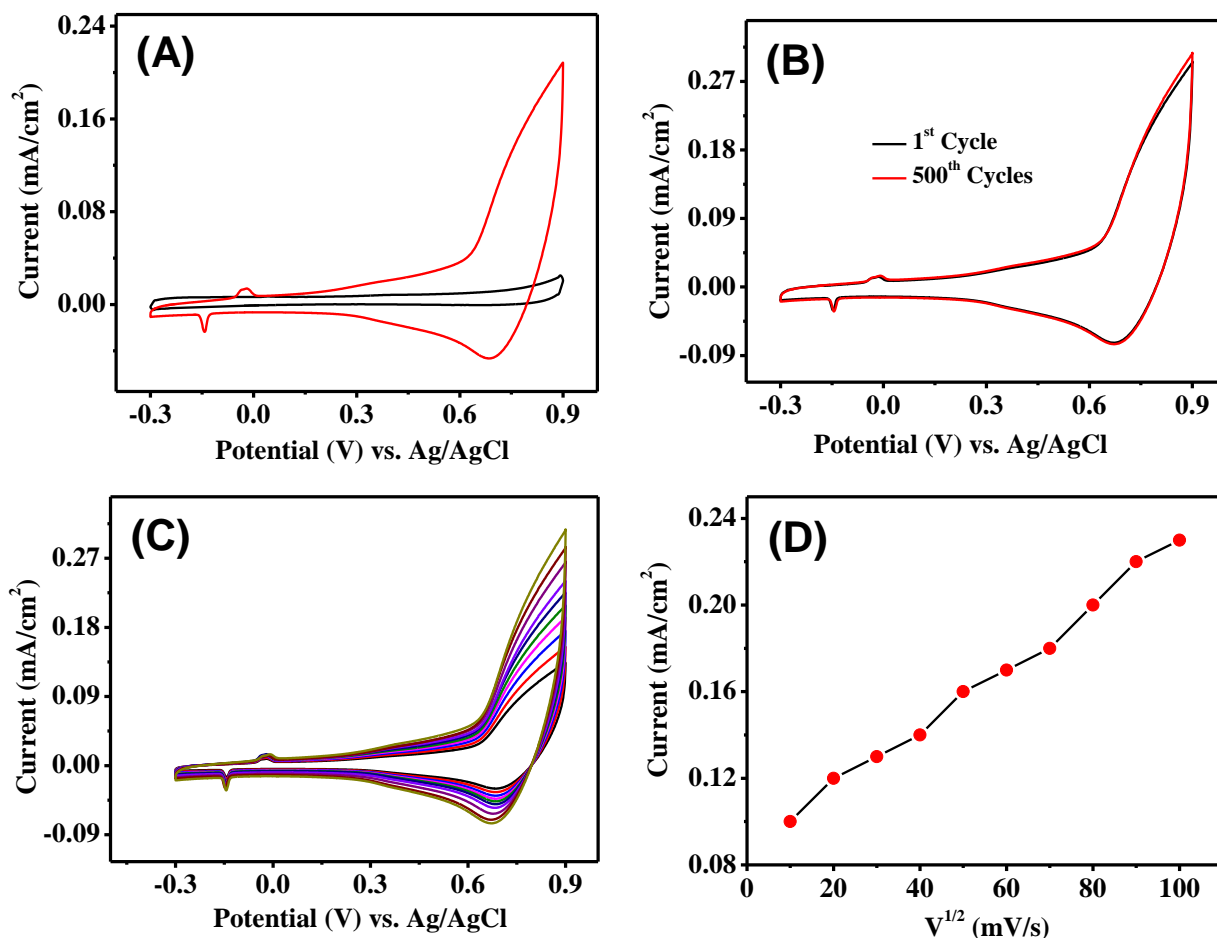 (A)
Current (mA/cm²)
0.24
0.16
0.08
0.00
-0.3 0.0 0.3 0.6 0.9
Potential (V) vs. Ag/AgCl
(B)
Current (mA/cm²)
0.27
0.18
0.09
0.00
-0.09
1st Cycle
500th Cycles
-0.3 0.0 0.3 0.6 0.9
Potential (V) vs. Ag/AgCl
(C)
Current (mA/cm²)
0.27
0.18
0.09
0.00
-0.09
-0.3 0.0 0.3 0.6 0.9
Potential (V) vs. Ag/AgCl
(D)
Current (mA/cm²)
0.24
0.20
0.16
0.12
0.08
0 20 40 60 80 100
V1/2 (mV/s)